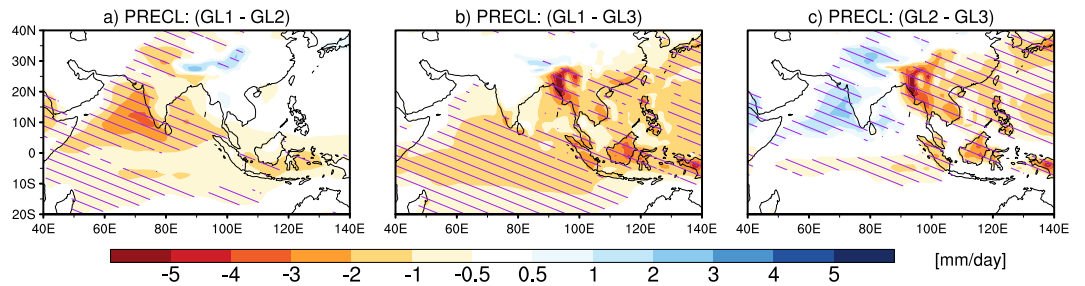 a) PRECL: (GL1 - GL2)
b) PRECL: (GL1 - GL3)
c) PRECL: (GL2 - GL3)
40N
30N
20N
10N
0
10S
20S
40E 60E 80E 100E 120E 140E
40E 60E 80E 100E 120E 140E
40E 60E 80E 100E 120E 140E
-5 -4 -3 -2 -1 -0.5 0.5 1 2 3 4 5 [mm/day]